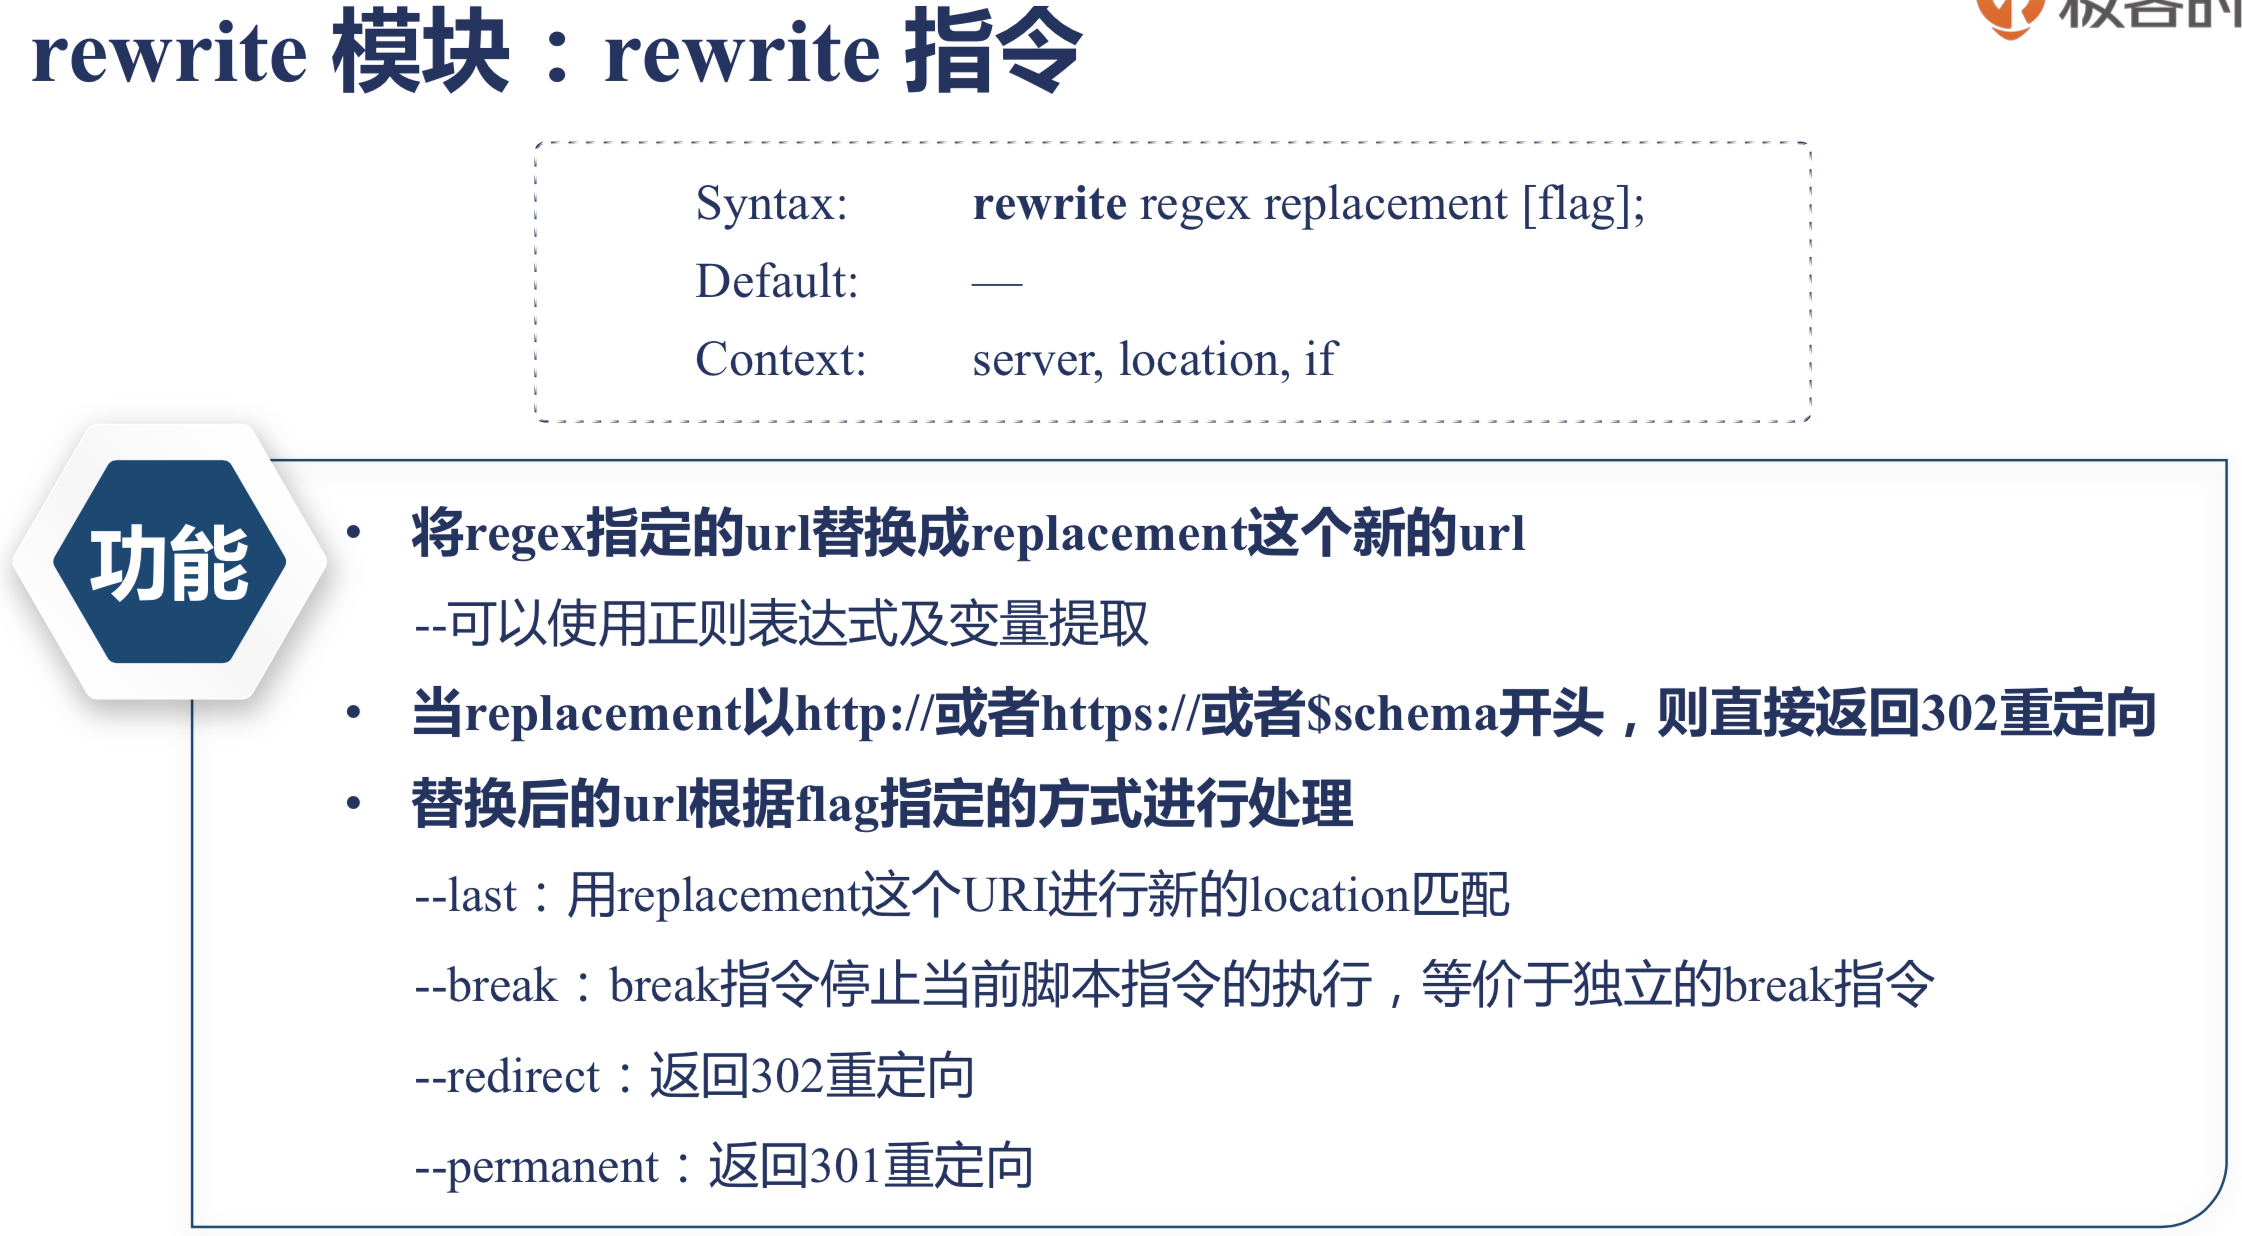 rewrite 模块：rewrite 指令
Syntax: rewrite regex replacement [flag];
Default: —
Context: server, location, if
功能
• 将regex指定的url替换成replacement这个新的url
--可以使用正则表达式及变量提取
• 当replacement以http://或者https://或者$schema开头，则直接返回302重定向
• 替换后的url根据flag指定的方式进行处理
--last：用replacement这个URI进行新的location匹配
--break：break指令停止当前脚本指令的执行，等价于独立的break指令
--redirect：返回302重定向
--permanent：返回301重定向